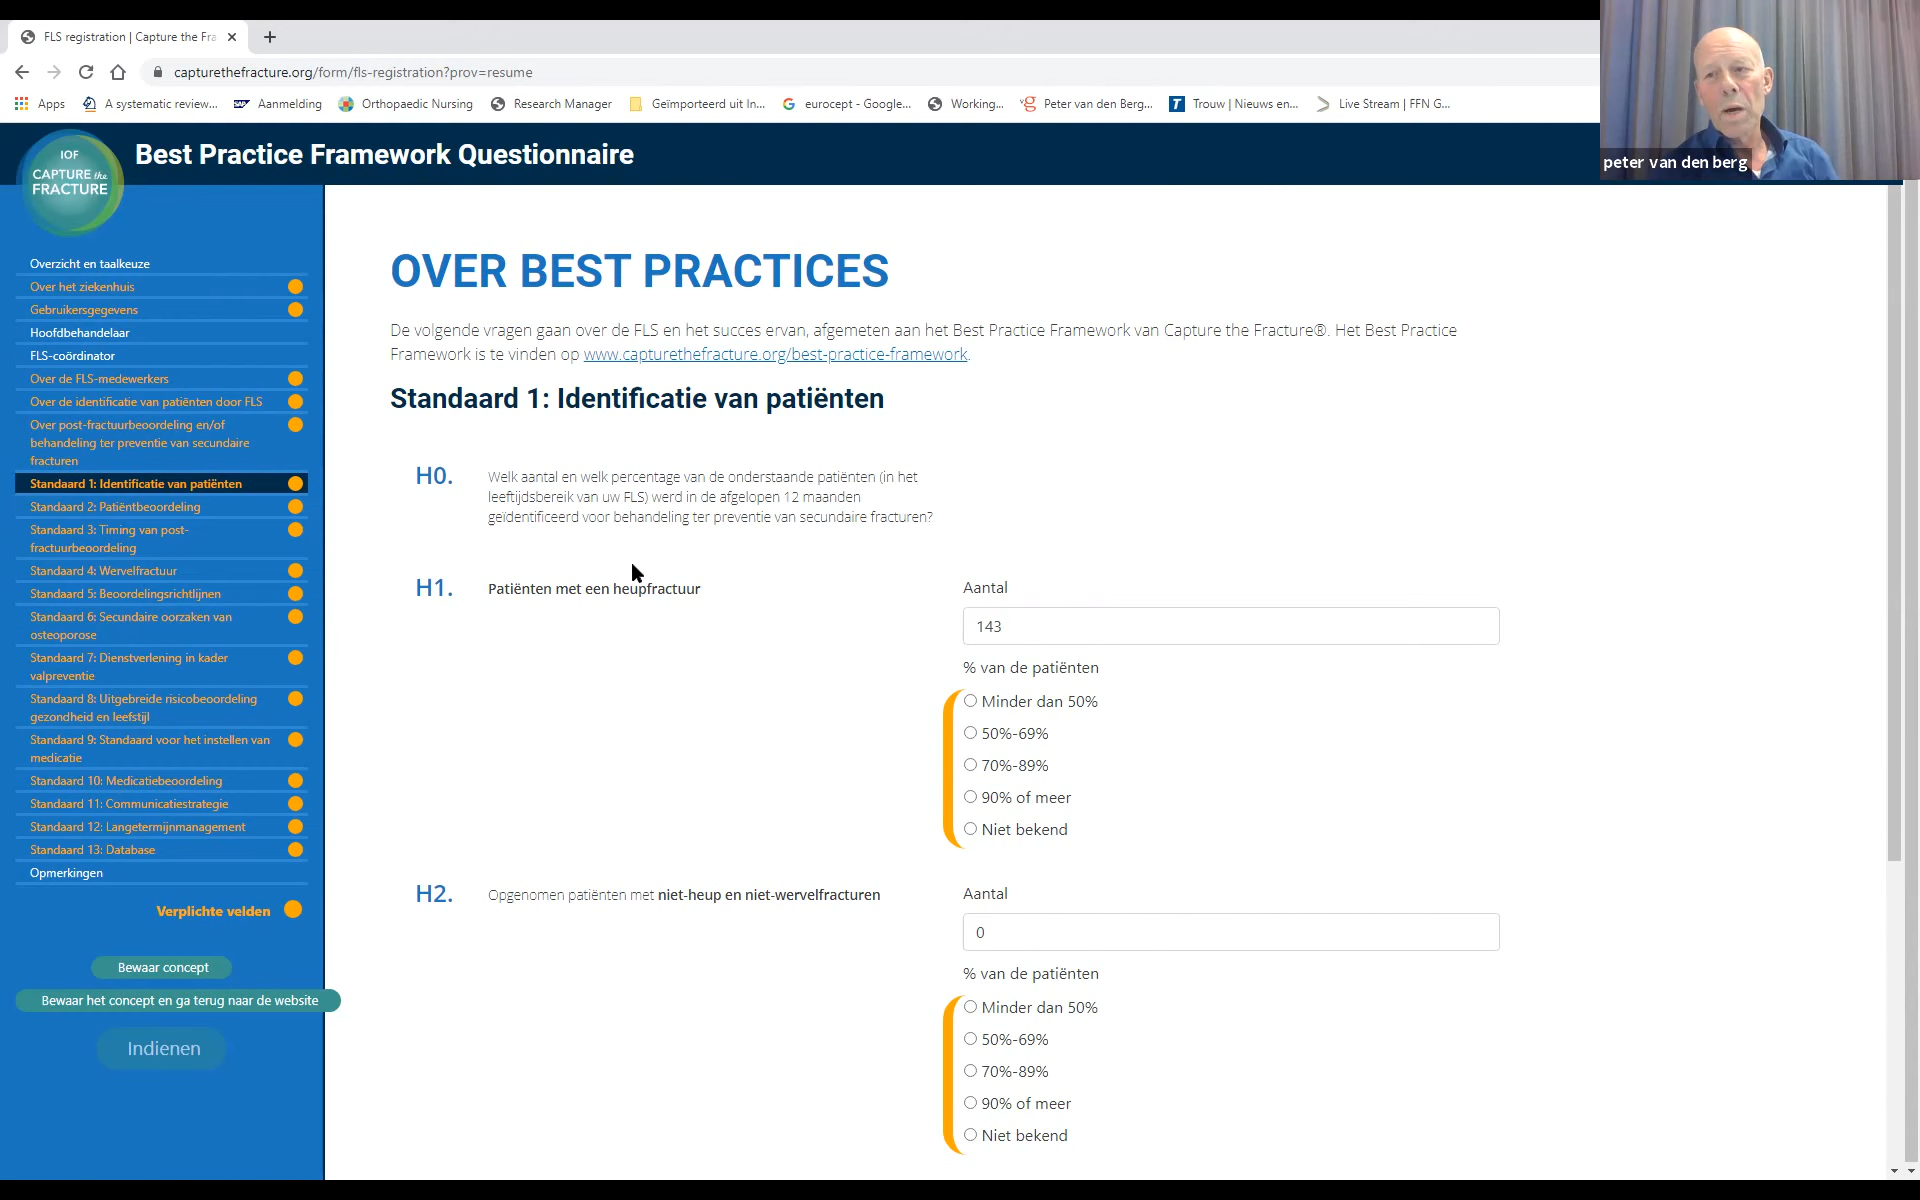 FLS registration | Capture the Fra
capturethefracture.org/form/fls-registration?prov=resume
Apps
A systematic review...
SAP
Aanmelding
Orthopaedic Nursing
Research Manager
Geïmporteerd uit In...
eurocept - Google...
Working...
Peter van den Berg...
Trouw | Nieuws en...
Live Stream | FFN G...
peter van den berg
IOF
CAPTURE the
FRACTURE
Best Practice Framework Questionnaire
Overzicht en taalkeuze
Over het ziekenhuis
Gebruikersgegevens
Hoofdbehandelaar
FLS-coördinator
Over de FLS-medewerkers
Over de identificatie van patiënten door FLS
Over post-fractuurbeoordeling en/of
behandeling ter preventie van secundaire
fracturen
Standaard 1: Identificatie van patiënten
Standaard 2: Patiëntbeoordeling
Standaard 3: Timing van post-
fractuurbeoordeling
Standaard 4: Wervelfractuur
Standaard 5: Beoordelingsrichtlijnen
Standaard 6: Secundaire oorzaken van
osteoporose
Standaard 7: Dienstverlening in kader
valpreventie
Standaard 8: Uitgebreide risicobeoordeling
gezondheid en leefstijl
Standaard 9: Standaard voor het instellen van
medicatie
Standaard 10: Medicatiebeoordeling
Standaard 11: Communicatiestrategie
Standaard 12: Langetermijnmanagement
Standaard 13: Database
Opmerkingen
Verplichte velden
Bewaar concept
Bewaar het concept en ga terug naar de website
Indienen
OVER BEST PRACTICES
De volgende vragen gaan over de FLS en het succes ervan, afgemeten aan het Best Practice Framework van Capture the Fracture®. Het Best Practice
Framework is te vinden op www.capturethefracture.org/best-practice-framework.
Standaard 1: Identificatie van patiënten
H0.
Welk aantal en welk percentage van de onderstaande patiënten (in het
leeftijdsbereik van uw FLS) werd in de afgelopen 12 maanden
geïdentificeerd voor behandeling ter preventie van secundaire fracturen?
H1.
Patiënten met een heupfractuur
Aantal
143
% van de patiënten
Minder dan 50%
50%-69%
70%-89%
90% of meer
Niet bekend
H2.
Opgenomen patiënten met niet-heup en niet-wervelfracturen
Aantal
0
% van de patiënten
Minder dan 50%
50%-69%
70%-89%
90% of meer
Niet bekend